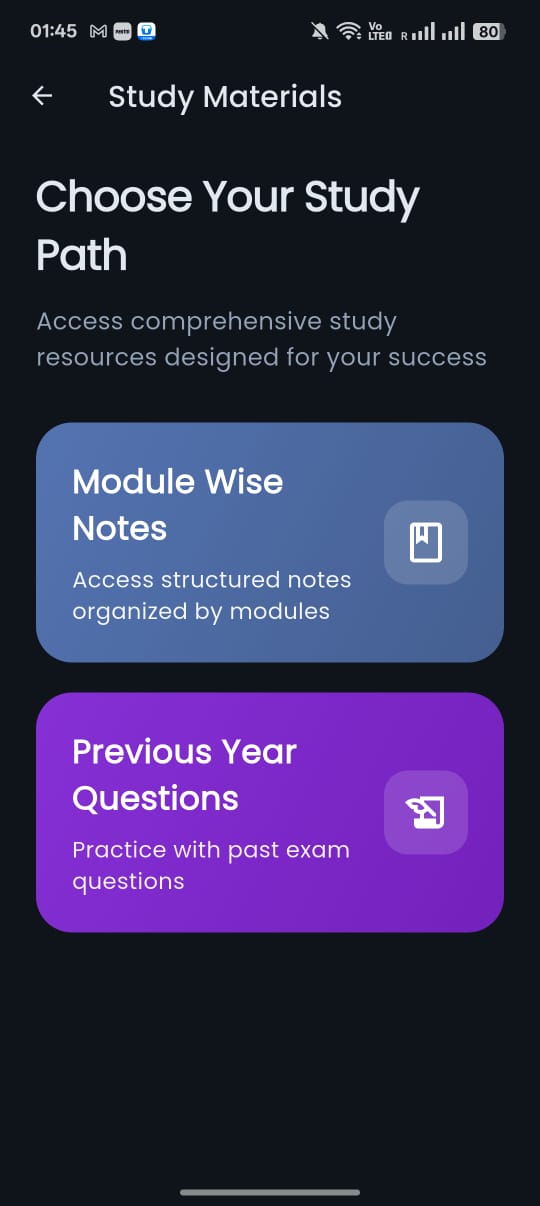 01:45
Vo
LTE
R
80
Study Materials
Choose Your Study
Path
Access comprehensive study
resources designed for your success
Module Wise
Notes
Access structured notes
organized by modules
Previous Year
Questions
Practice with past exam
questions